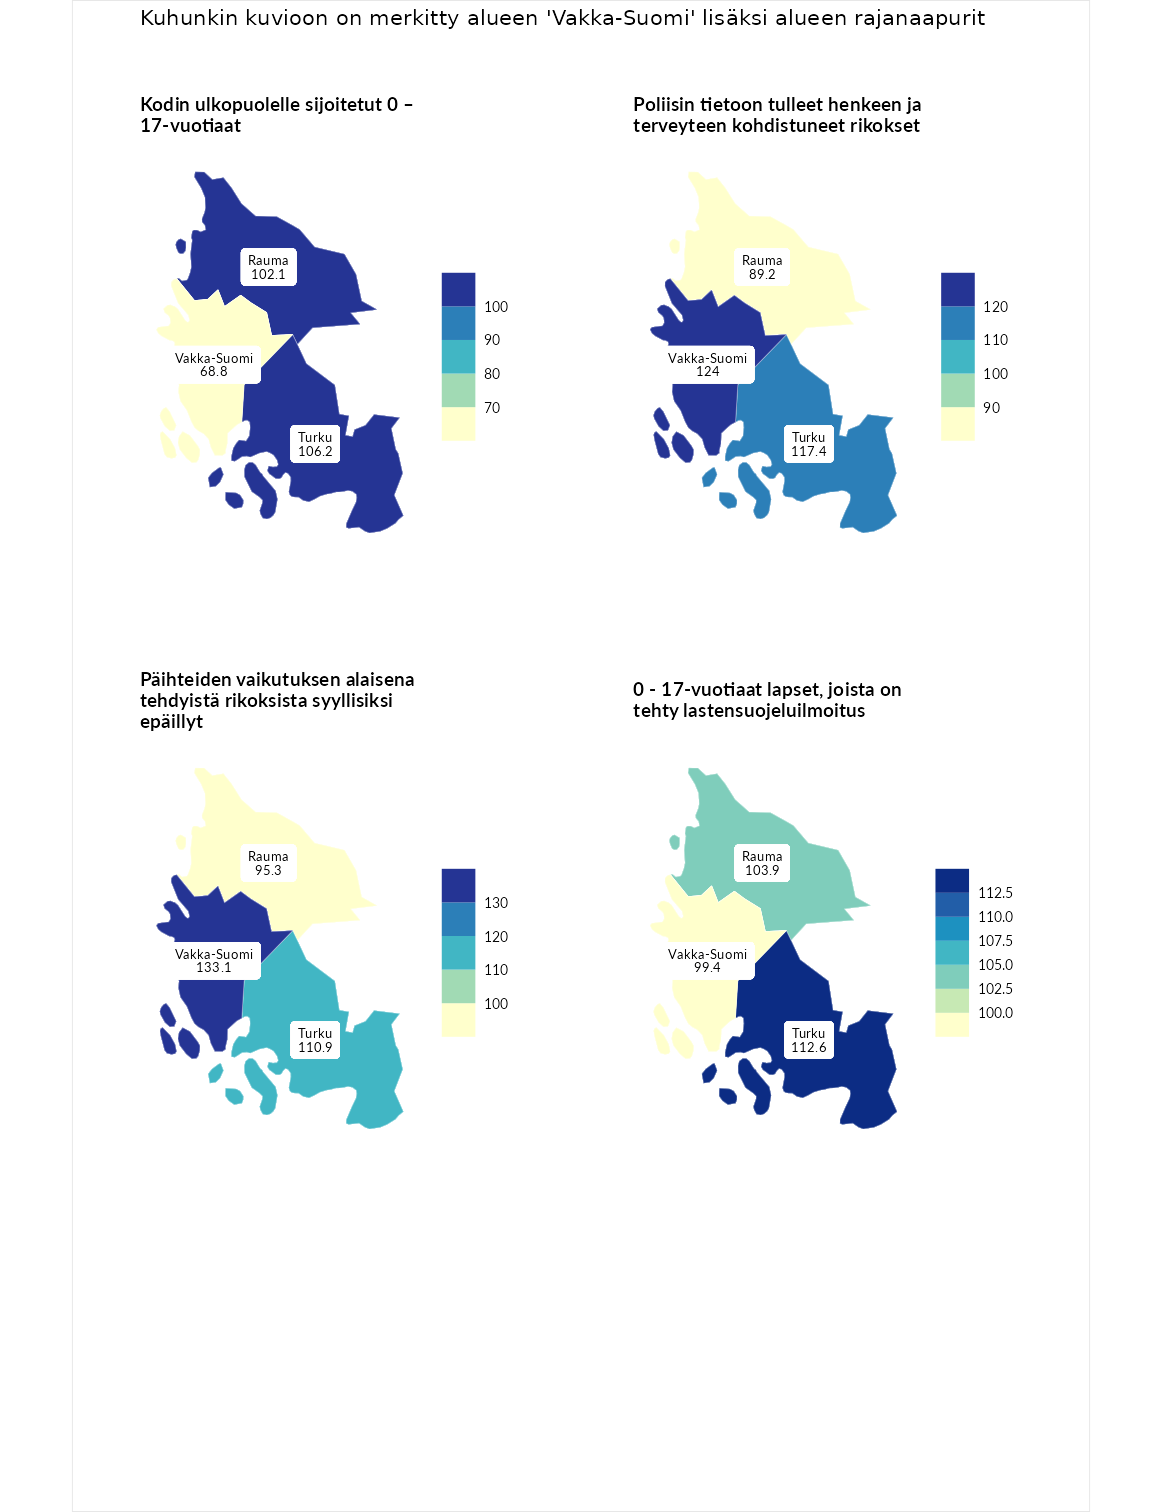 Kuhunkin kuvioon on merkitty alueen 'Vakka-Suomi' lisäksi alueen rajanaapurit
Kodin ulkopuolelle sijoitetut 0 –
17-vuotiaat
Rauma
102.1
Vakka-Suomi
68.8
Turku
106.2
100
90
80
70
Poliisin tietoon tulleet henkeen ja
terveyteen kohdistuneet rikokset
Rauma
89.2
Vakka-Suomi
124
Turku
117.4
120
110
100
90
Päihteiden vaikutuksen alaisena
tehdyistä rikoksista syyllisiksi
epäillyt
Rauma
95.3
Vakka-Suomi
133.1
Turku
110.9
130
120
110
100
0 - 17-vuotiaat lapset, joista on
tehty lastensuojeluilmoitus
Rauma
103.9
Vakka-Suomi
99.4
Turku
112.6
112.5
110.0
107.5
105.0
102.5
100.0